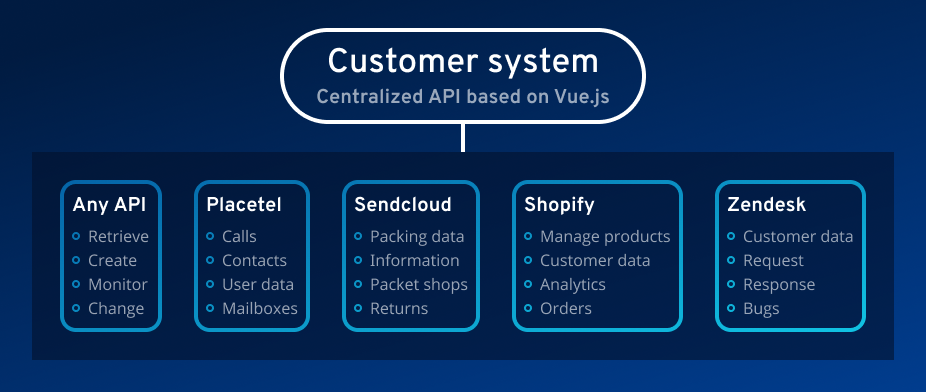 Customer system
Centralized API based on Vue.js
Any API
Retrieve
Create
Monitor
Change
Placetel
Calls
Contacts
User data
Mailboxes
Sendcloud
Packing data
Information
Packet shops
Returns
Shopify
Manage products
Customer data
Analytics
Orders
Zendesk
Customer data
Request
Response
Bugs